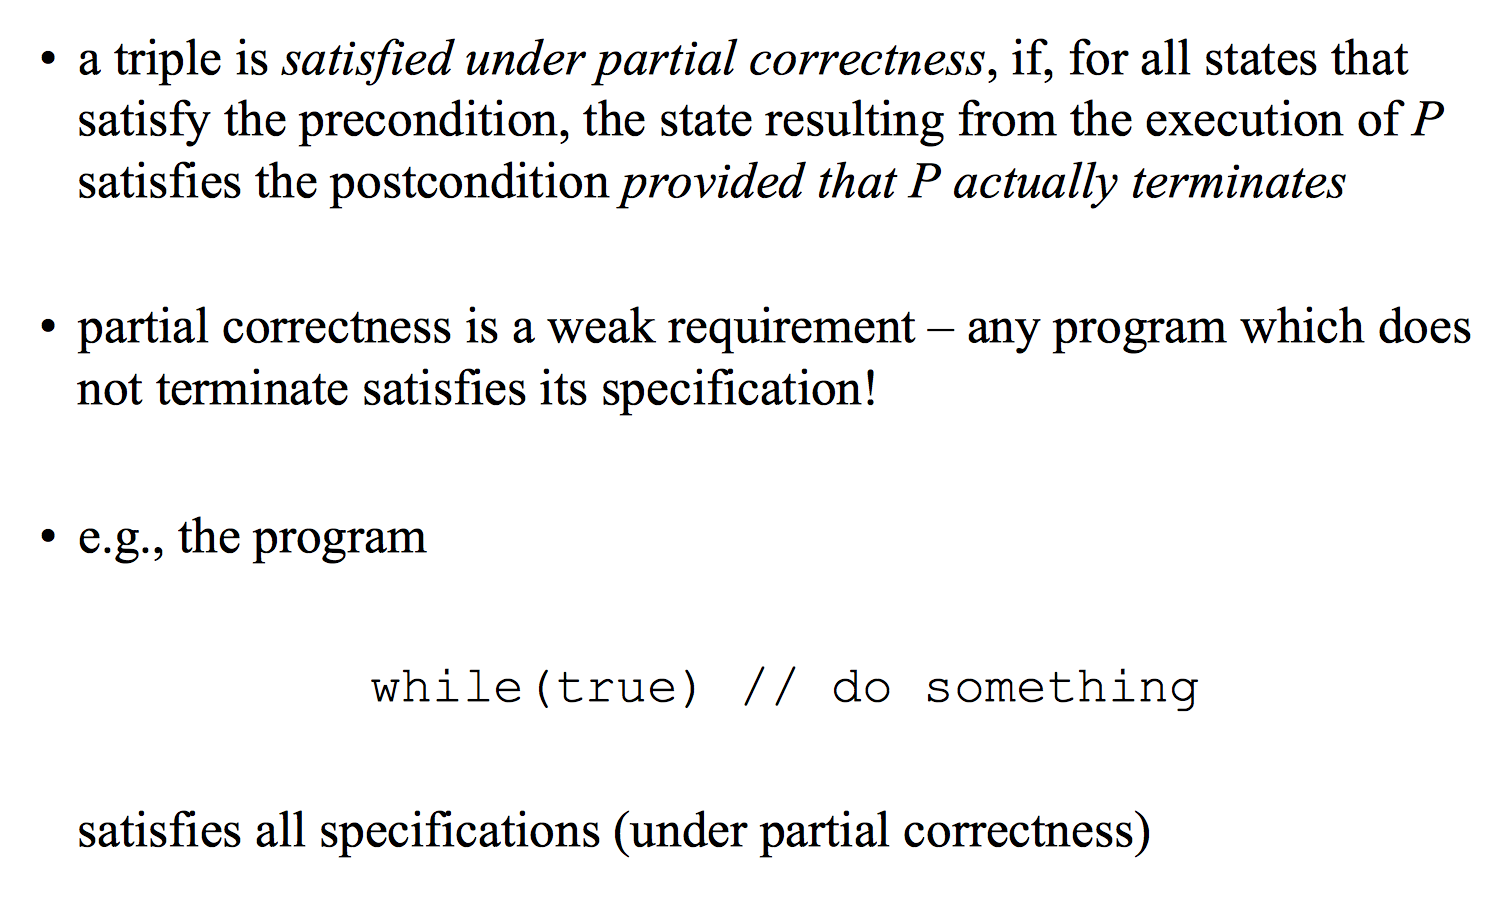 • a triple is satisfied under partial correctness, if, for all states that
satisfy the precondition, the state resulting from the execution of P
satisfies the postcondition provided that P actually terminates
• partial correctness is a weak requirement – any program which does
not terminate satisfies its specification!
• e.g., the program
while(true) // do something
satisfies all specifications (under partial correctness)